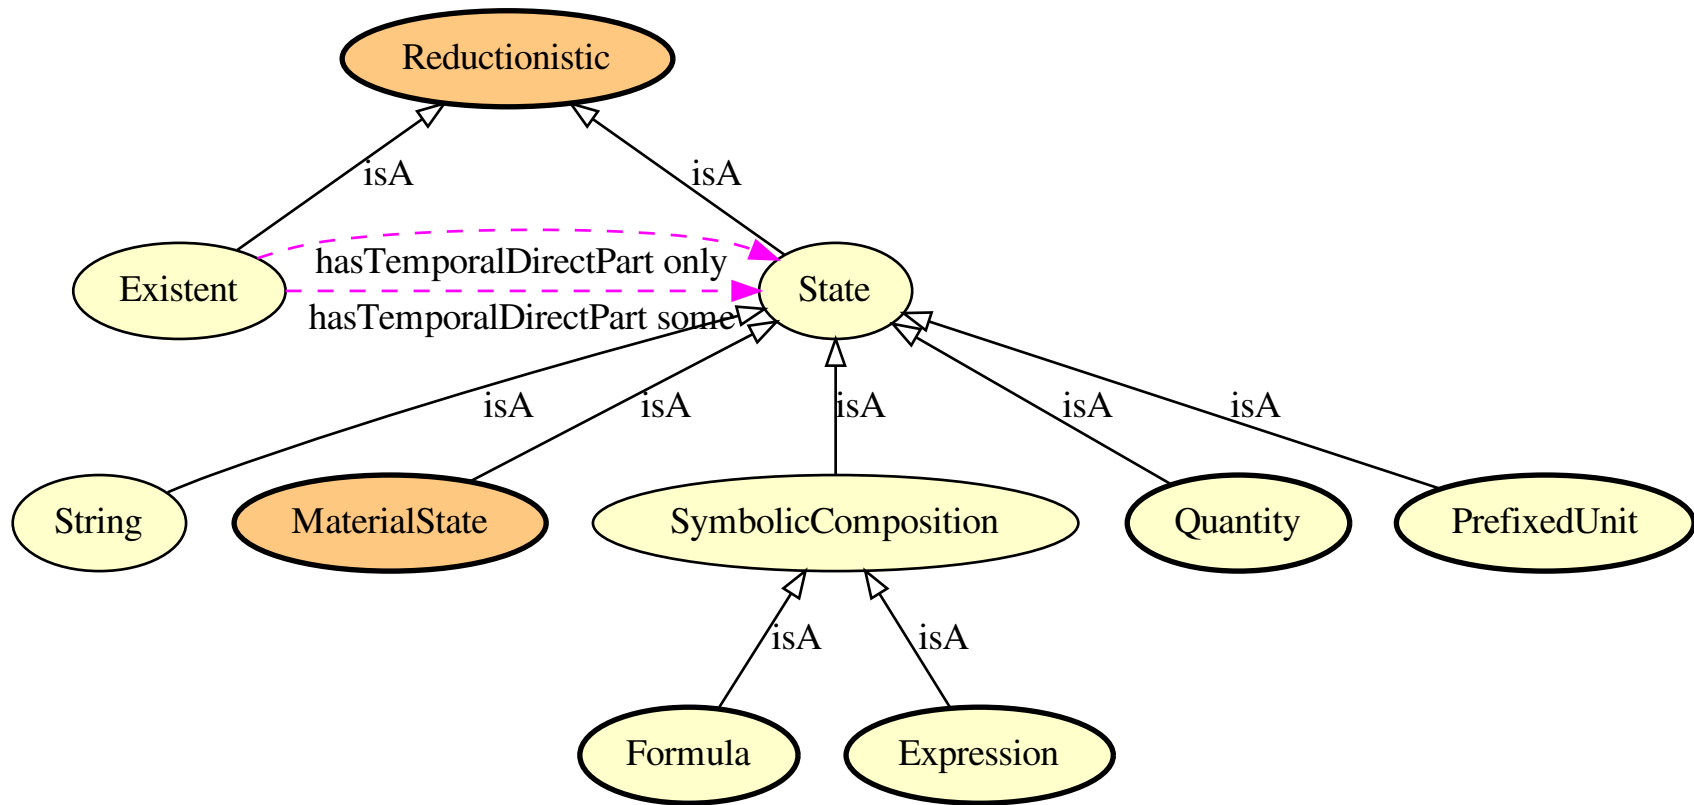 Reductionistic
isA
isA
hasTemporalDirectPart only
Existent
State
hasTemporalDirectPart some
isA
isA
isA
isA
isA
String
MaterialState
SymbolicComposition
Quantity
PrefixedUnit
isA
isA
Formula
Expression